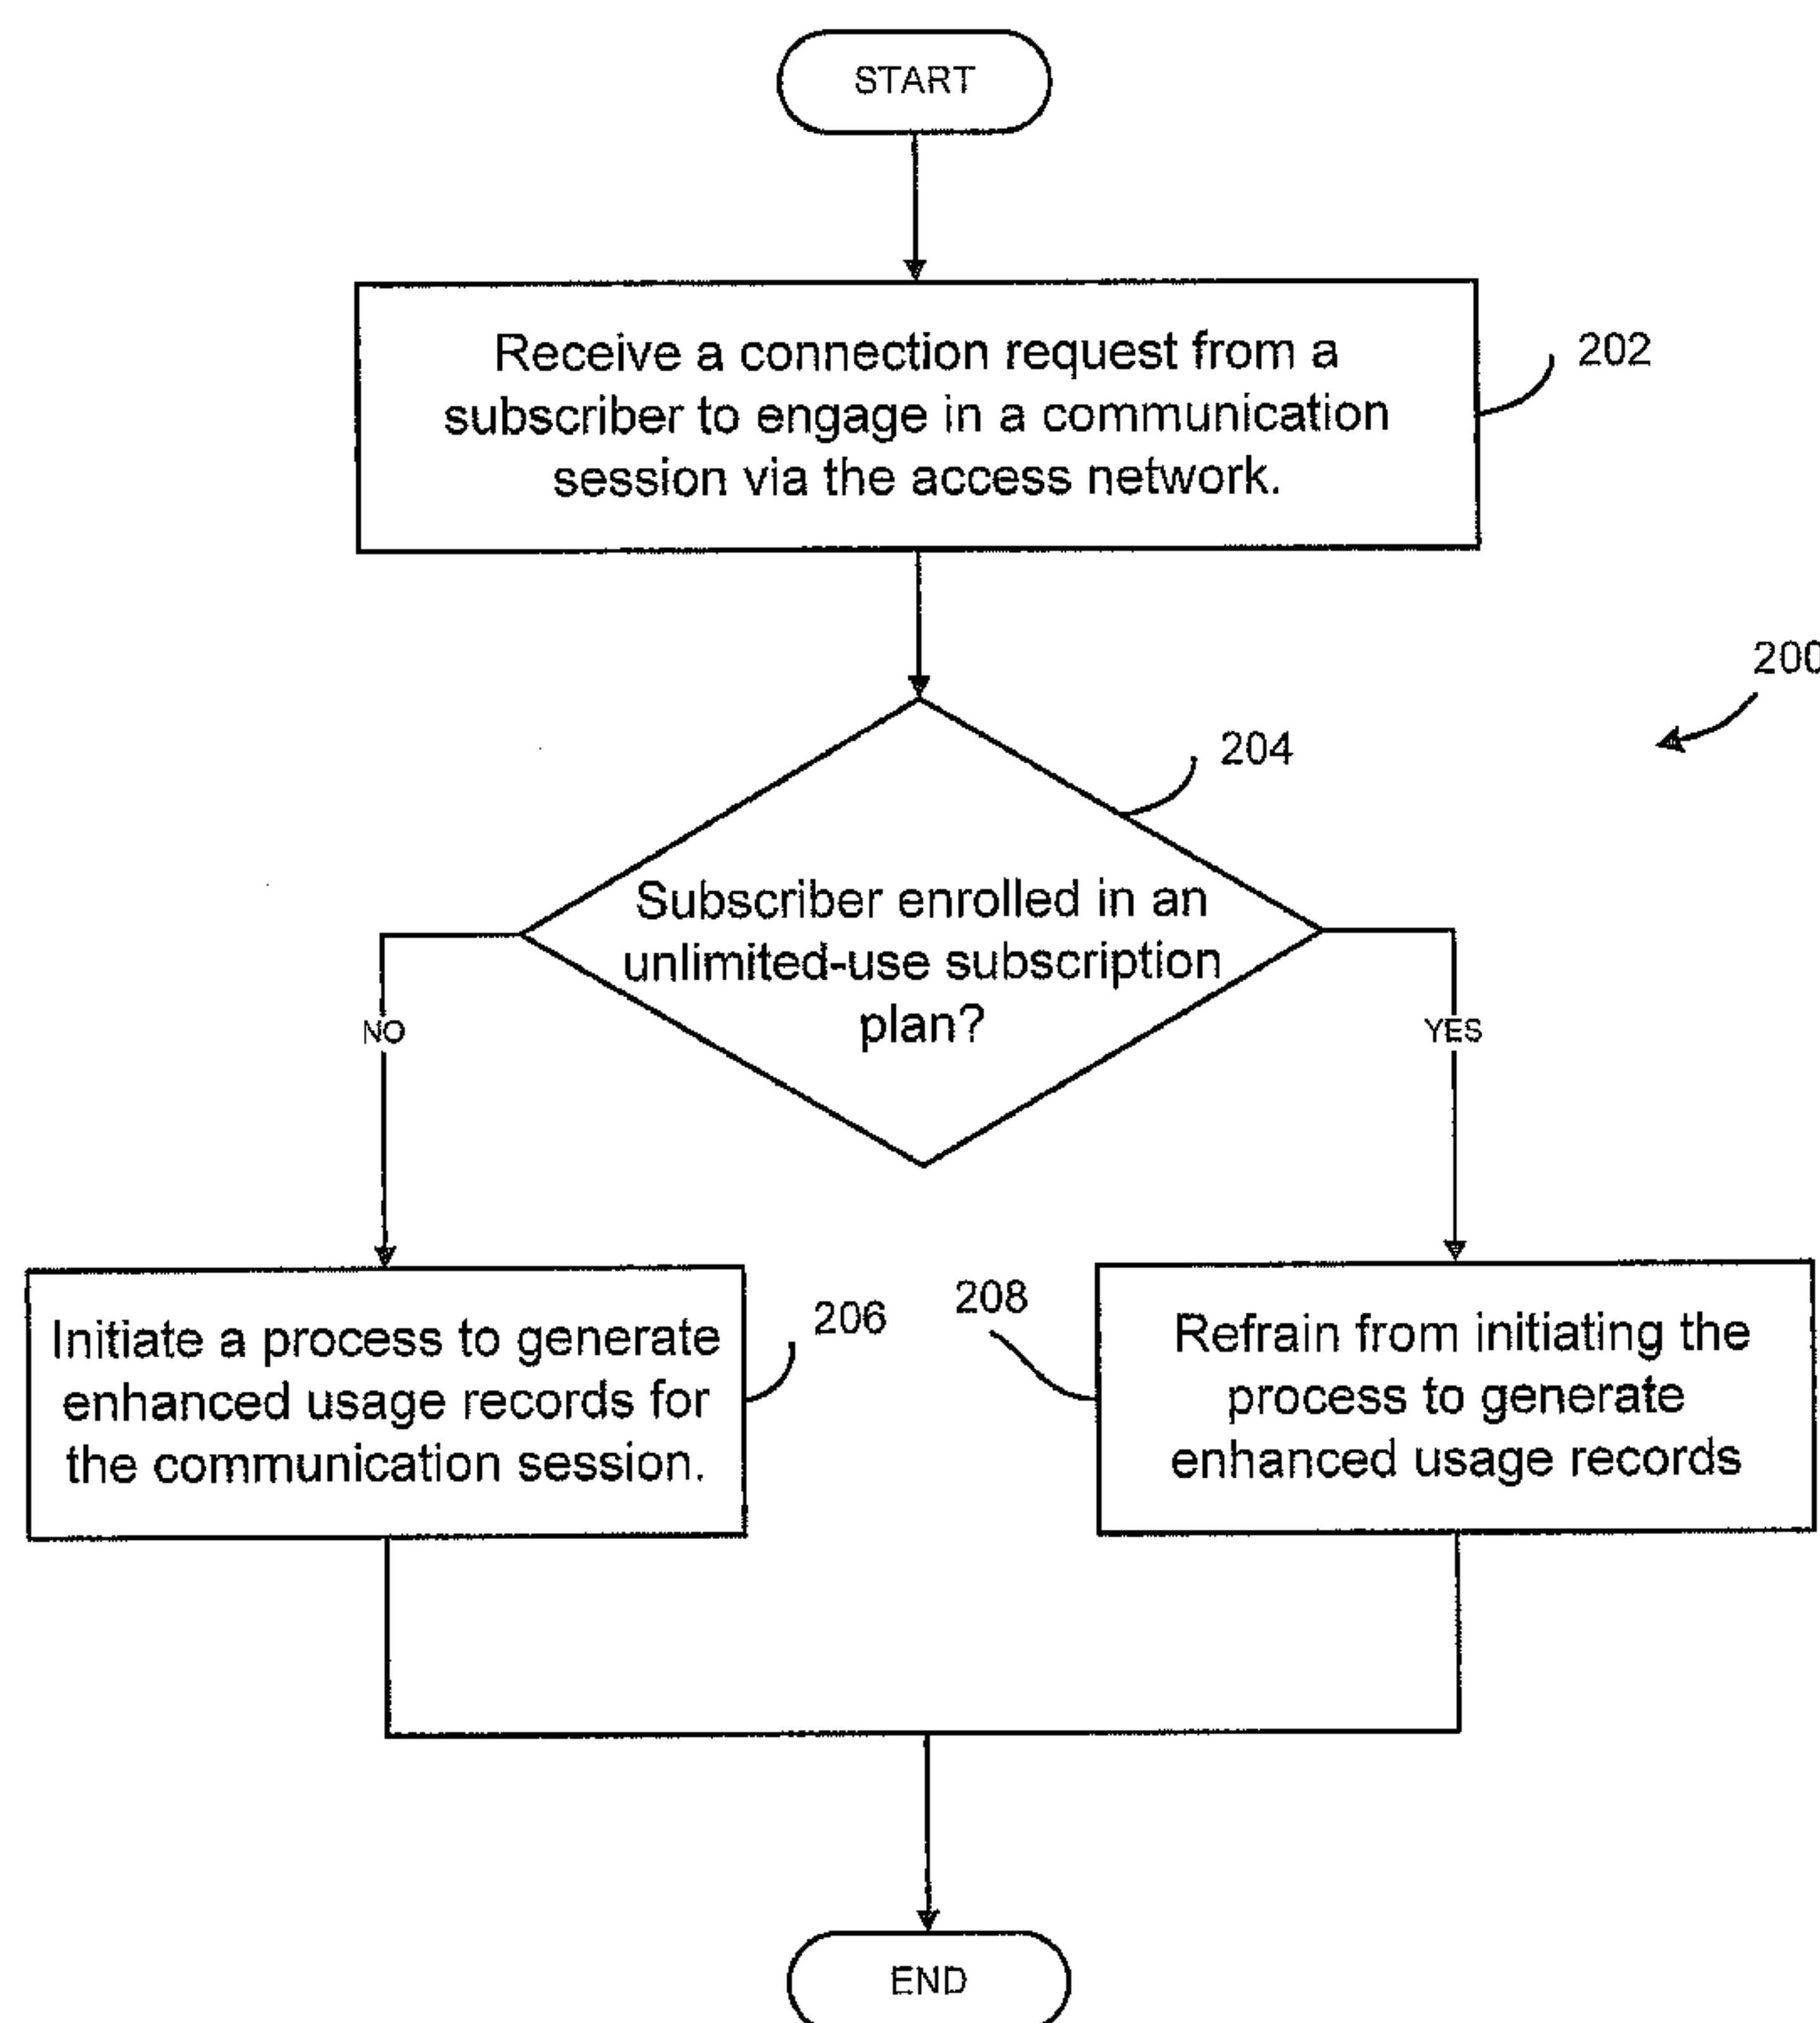 START
Receive a connection request from a
subscriber to engage in a communication
session via the access network.
202
200
204
Subscriber enrolled in an
unlimited-use subscription
plan?
NO
YES
Initiate a process to generate
enhanced usage records for
the communication session.
206
208
Refrain from initiating the
process to generate
enhanced usage records
END